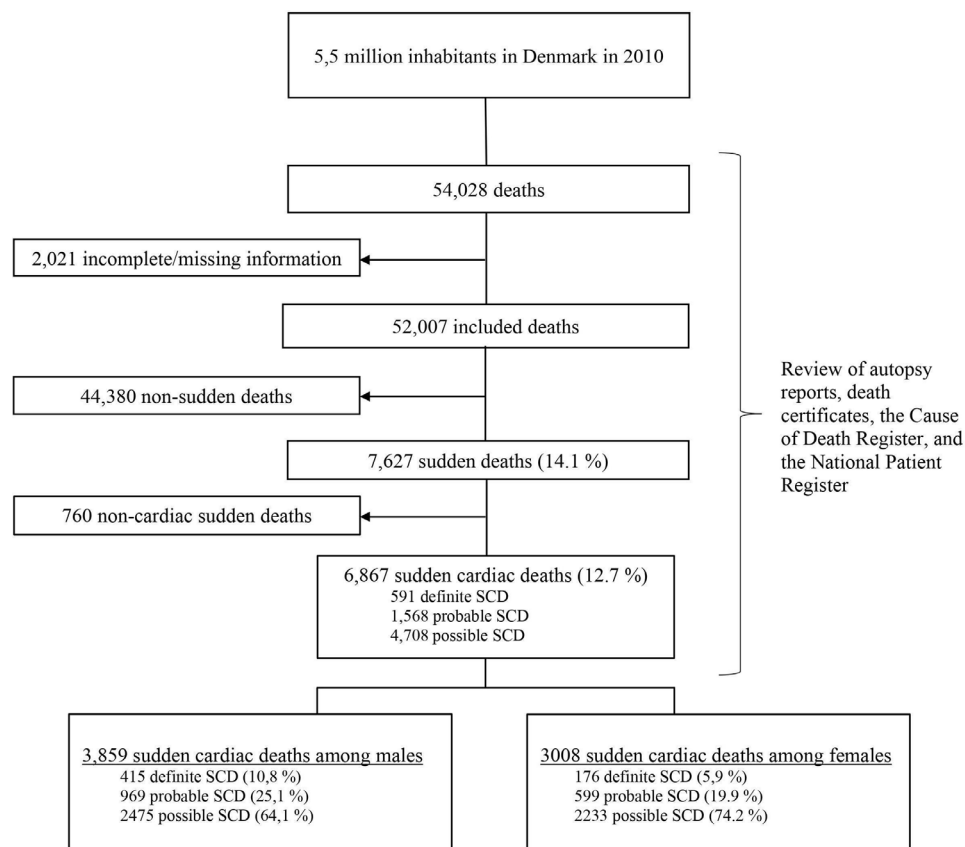 5,5 million inhabitants in Denmark in 2010
54,028 deaths
2,021 incomplete/missing information
52,007 included deaths
44,380 non-sudden deaths
7,627 sudden deaths (14.1 %)
760 non-cardiac sudden deaths
6,867 sudden cardiac deaths (12.7 %)
591 definite SCD
1,568 probable SCD
4,708 possible SCD
Review of autopsy
reports, death
certificates, the Cause
of Death Register, and
the National Patient
Register
3,859 sudden cardiac deaths among males
415 definite SCD (10,8 %)
969 probable SCD (25,1 %)
2475 possible SCD (64,1 %)
3008 sudden cardiac deaths among females
176 definite SCD (5,9 %)
599 probable SCD (19.9 %)
2233 possible SCD (74.2 %)